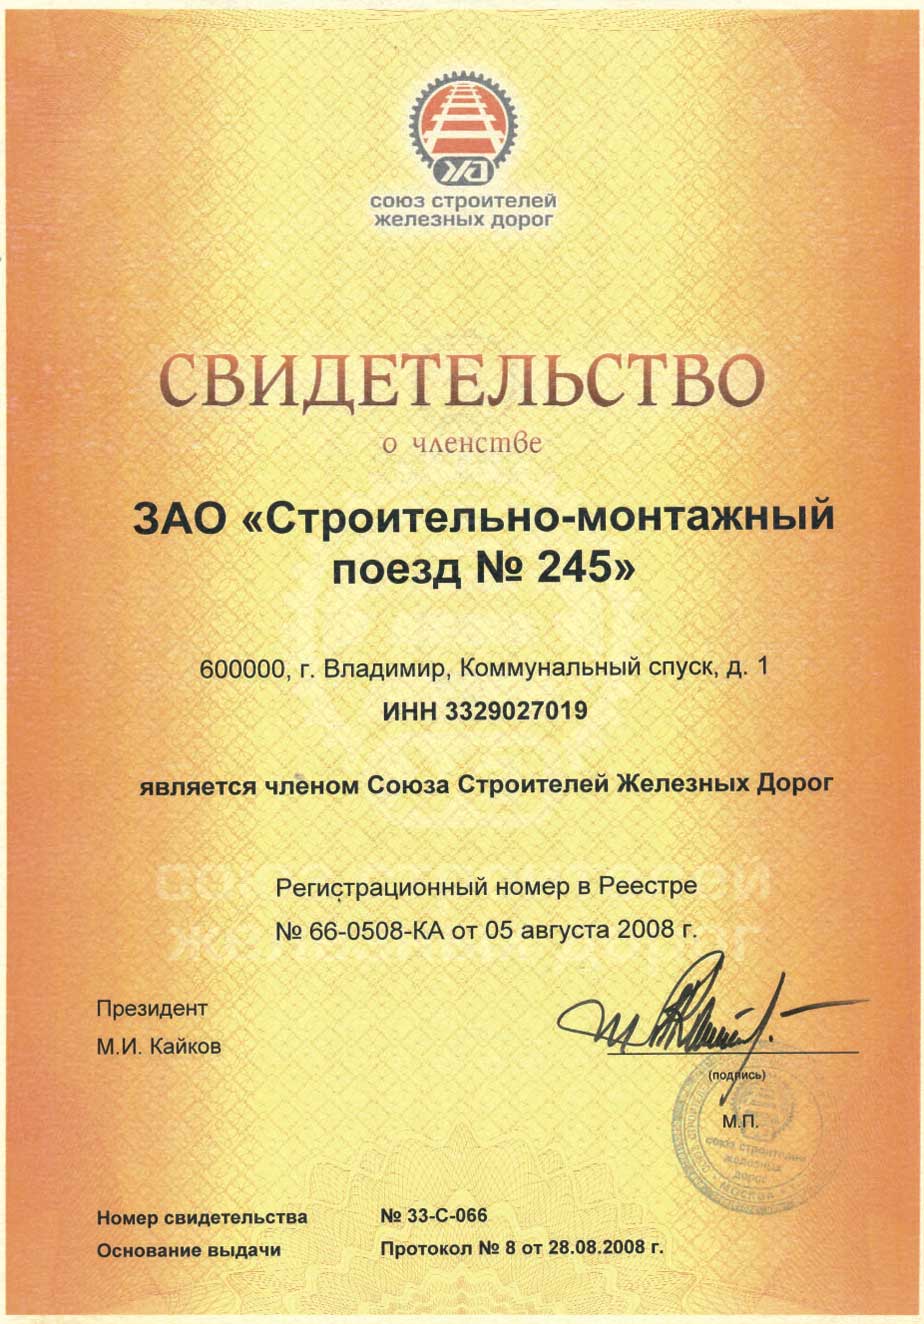 союз строителей
железных дорог
СВИДЕТЕЛЬСТВО
о членстве
ЗАО «Строительно-монтажный
поезд № 245»
600000, г. Владимир, Коммунальный спуск, д. 1
ИНН 3329027019
является членом Союза Строителей Железных Дорог
Регистрационный номер в Реестре
№ 66-0508-КА от 05 августа 2008 г.
Президент
М.И. Кайков
(подпись)
М.П.
союз строителей
железных
дорог
МОСКВА
Номер свидетельства № 33-С-066
Основание выдачи Протокол № 8 от 28.08.2008 г.